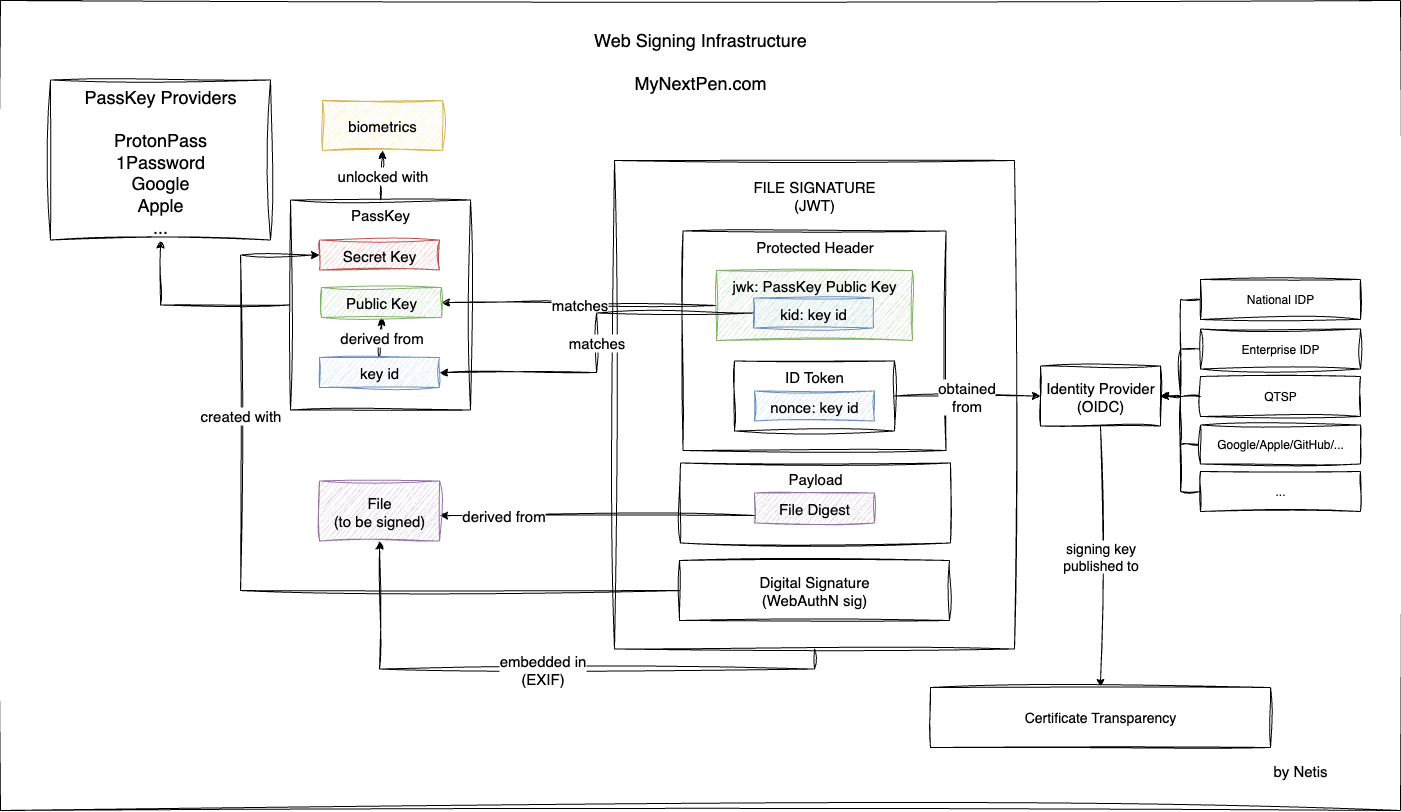 Web Signing Infrastructure
MyNextPen.com
PassKey Providers
ProtonPass
1Password
Google
Apple
...
biometrics
unlocked with
PassKey
Secret Key
Public Key
derived from
key id
created with
matches
matches
File
(to be signed)
derived from
embedded in
(EXIF)
FILE SIGNATURE
(JWT)
Protected Header
jwk: PassKey Public Key
kid: key id
ID Token
nonce: key id
Payload
File Digest
Digital Signature
(WebAuthN sig)
obtained
from
Identity Provider
(OIDC)
National IDP
Enterprise IDP
QTSP
Google/Apple/GitHub/...
...
signing key
published to
Certificate Transparency
by Netis